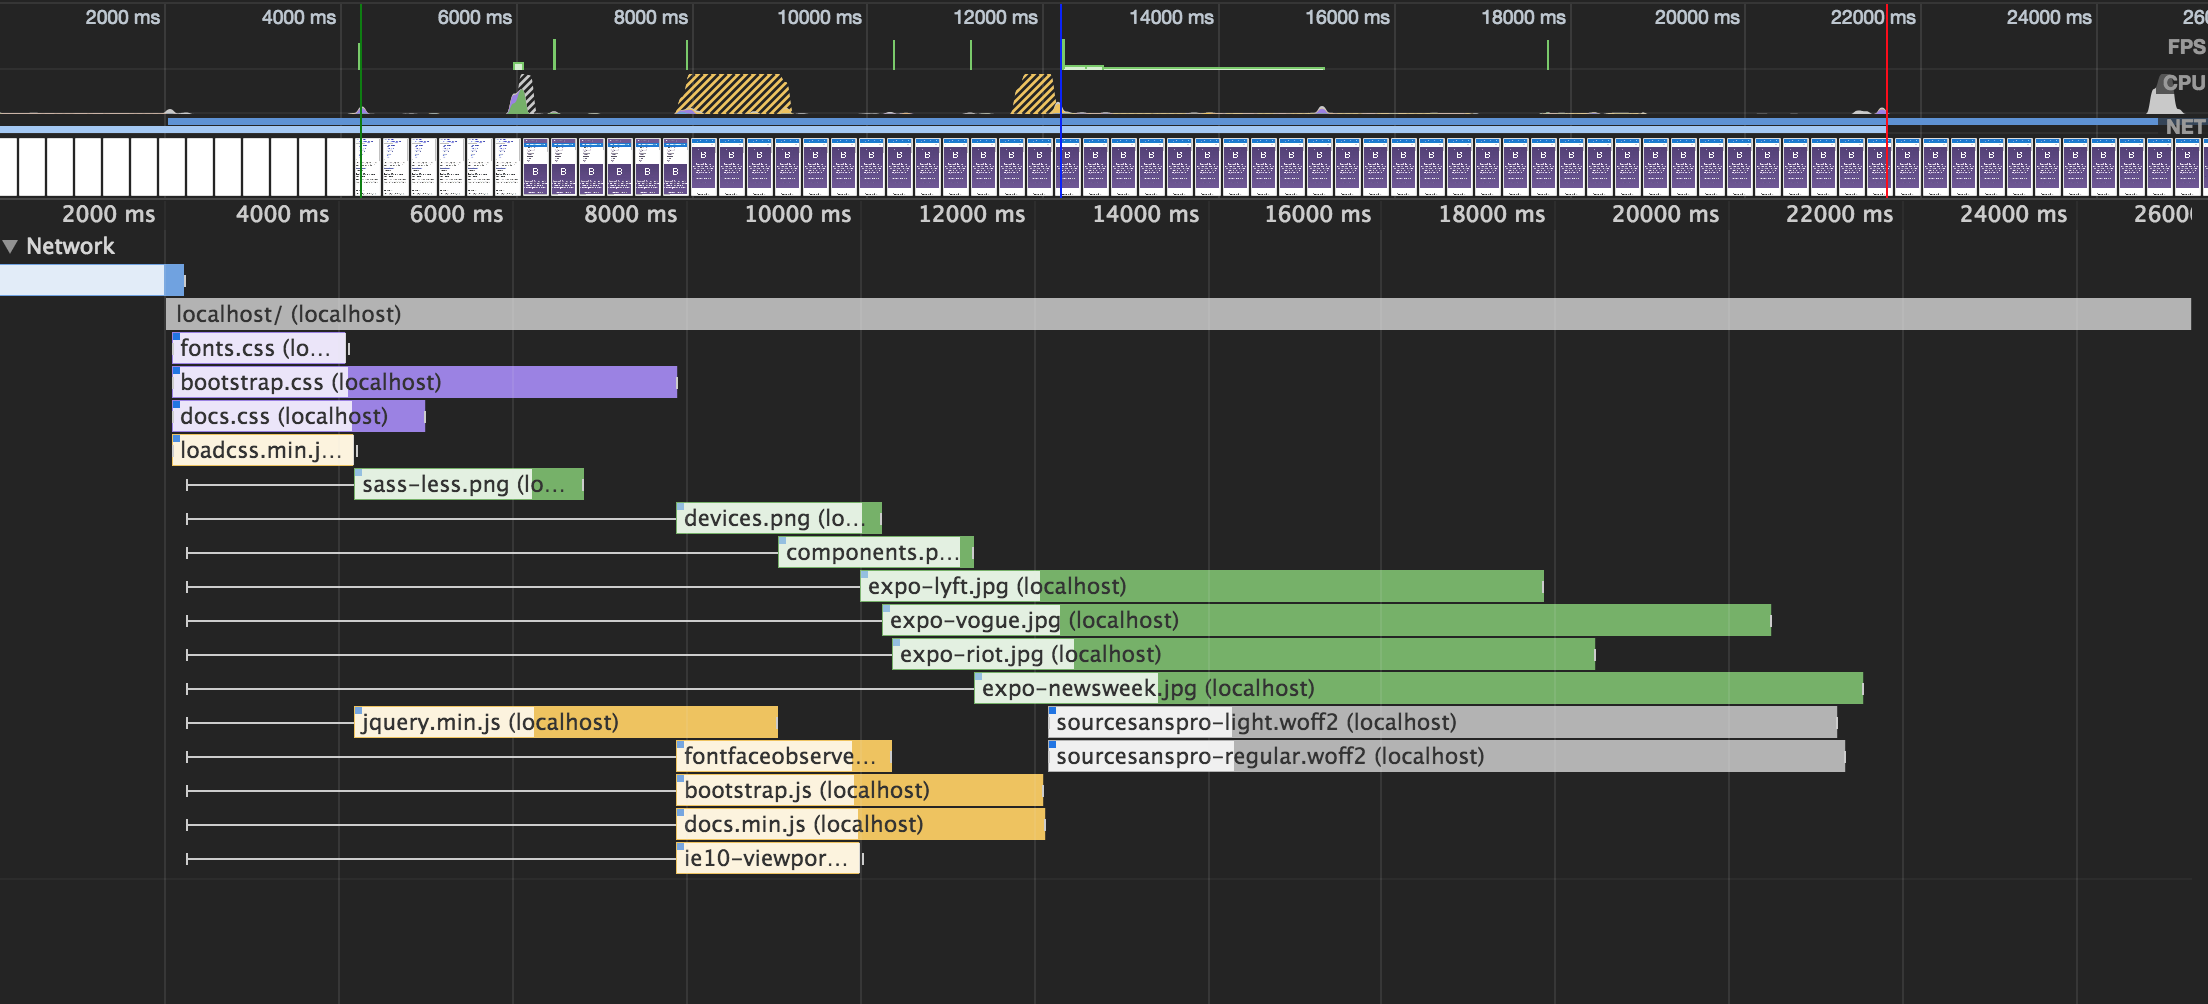 2000 ms 4000 ms 6000 ms 8000 ms 10000 ms 12000 ms 14000 ms 16000 ms 18000 ms 20000 ms 22000 ms 24000 ms 26
FPS
CPU
NET
2000 ms 4000 ms 6000 ms 8000 ms 10000 ms 12000 ms 14000 ms 16000 ms 18000 ms 20000 ms 22000 ms 24000 ms 2600
Network
localhost/ (localhost)
fonts.css (lo...
bootstrap.css (localhost)
docs.css (localhost)
loadcss.min.j...
sass-less.png (lo...
devices.png (lo...
components.p...
expo-lyft.jpg (localhost)
expo-vogue.jpg (localhost)
expo-riot.jpg (localhost)
expo-newsweek.jpg (localhost)
jquery.min.js (localhost) sourcesanspro-light.woff2 (localhost)
fontfaceobserve... sourcesanspro-regular.woff2 (localhost)
bootstrap.js (localhost)
docs.min.js (localhost)
ie10-viewpor...